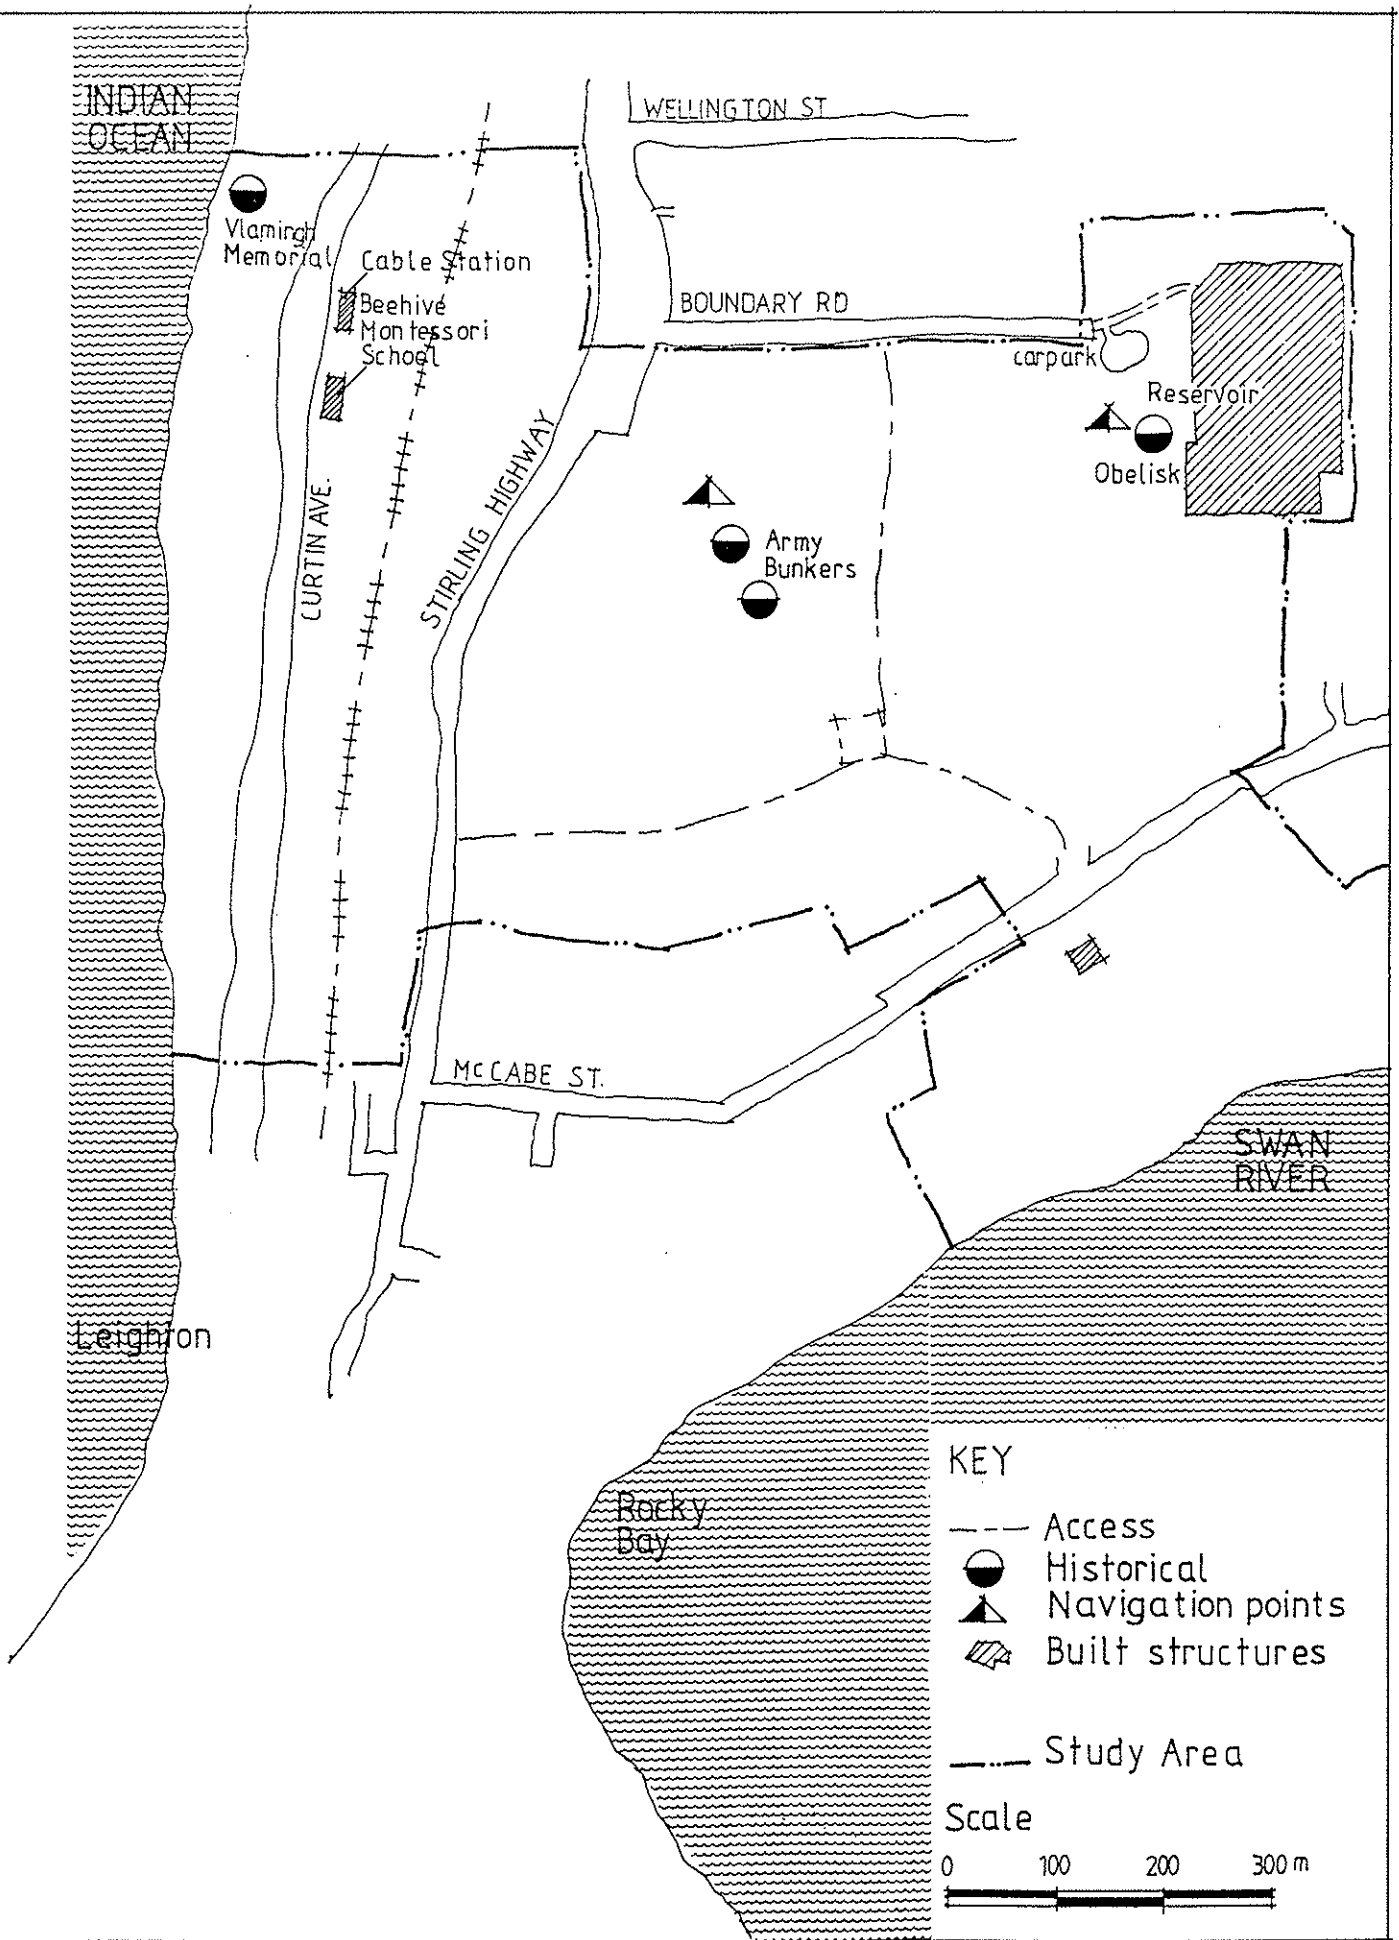 INDIAN
OCEAN
WELLINGTON ST
Vlamingh
Memorial
Cable Station
Beehive
Montessori
School
BOUNDARY RD
carpark
Reservoir
Obelisk
CURTIN AVE.
STIRLING HIGHWAY
Army
Bunkers
McCABE ST.
SWAN
RIVER
Leighton
Rocky
Bay
KEY
Access
Historical
Navigation points
Built structures
Study Area
Scale
0 100 200 300 m